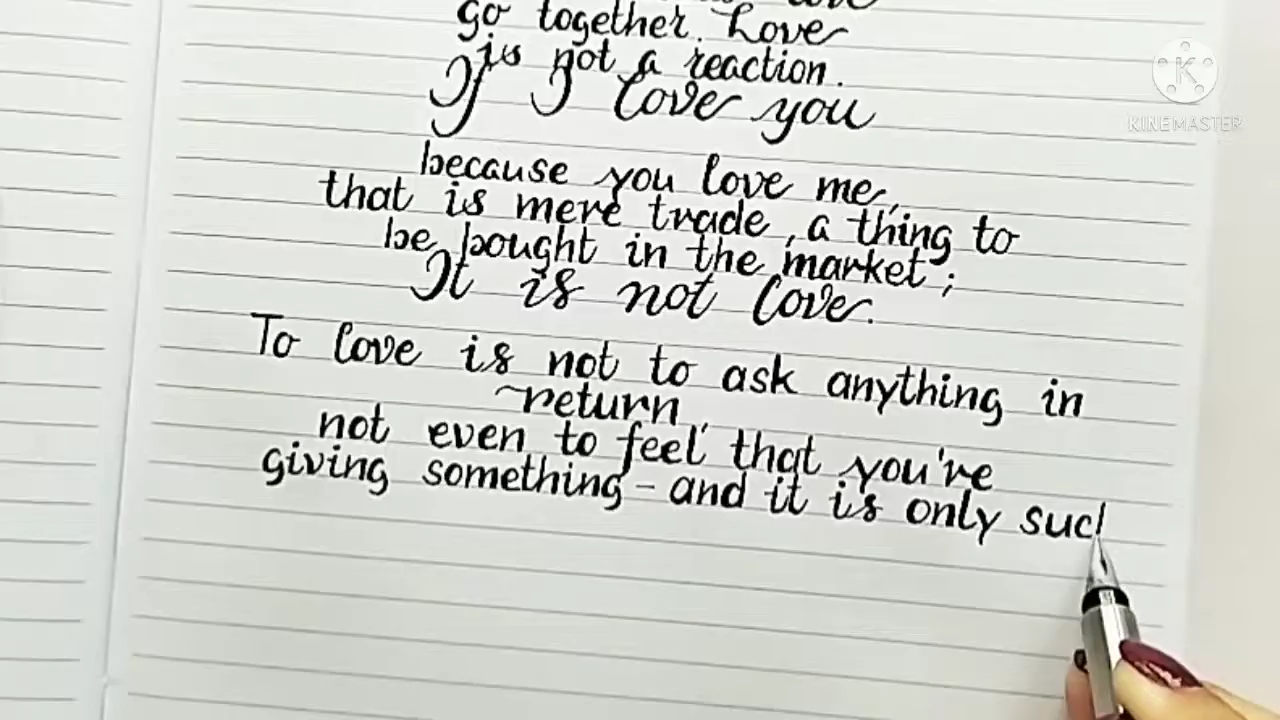 go together. Love
is not a reaction.
If I love you
because you love me,
that is mere trade, a thing to
be bought in the market;
It is not love.
To love is not to ask anything in
~return,
not even to feel that you're
giving something - and it is only suc
KINEMASTER